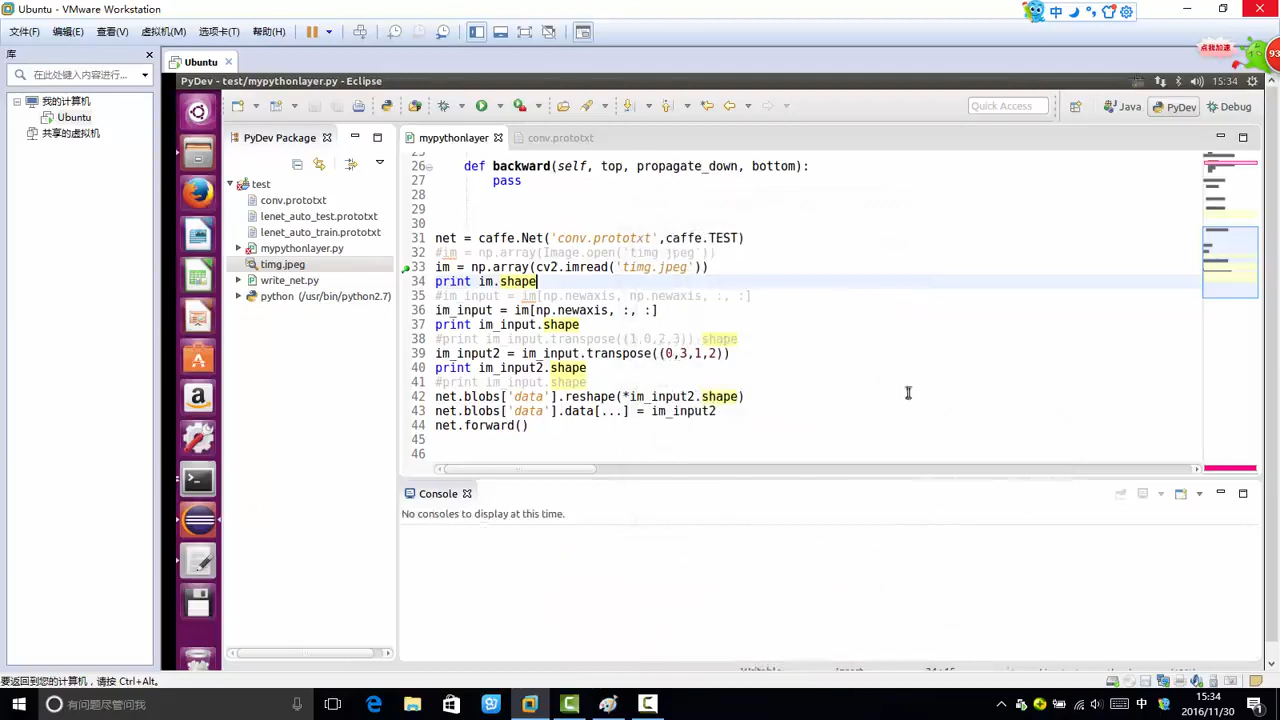 Ubuntu - VMware Workstation
中
文件(F) 编辑(E) 查看(V) 虚拟机(M) 选项卡(T) 帮助(H)
点我加速
93
库
在此处键入内容进行...
我的计算机
Ubuntu
共享的虚拟机
Ubuntu
PyDev - test/mypythonlayer.py - Eclipse
15:34
Quick Access
Java
PyDev
Debug
PyDev Package
test
conv.prototxt
lenet_auto_test.prototxt
lenet_auto_train.prototxt
mypythonlayer.py
timg.jpeg
write_net.py
python (/usr/bin/python2.7)
mypythonlayer
conv.prototxt
26 def backward(self, top, propagate_down, bottom):
27 pass
28
29
30
31 net = caffe.Net('conv.prototxt',caffe.TEST)
32 #im = np.array(Image.open('timg jpeg'))
33 im = np.array(cv2.imread('timg.jpeg'))
34 print im.shape
35 #im_input = im[np.newaxis, np.newaxis, :, :]
36 im_input = im[np.newaxis, :, :]
37 print im_input.shape
38 #print im_input.transpose((1,0,2,3)) shape
39 im_input2 = im_input.transpose((0,3,1,2))
40 print im_input2.shape
41 #print im_input.shape
42 net.blobs['data'].reshape(*im_input2.shape)
43 net.blobs['data'].data[...] = im_input2
44 net.forward()
45
46
Console
No consoles to display at this time.
要返回到您的计算机，请按 Ctrl+Alt。
有问题尽管问我
中
15:34
2016/11/30